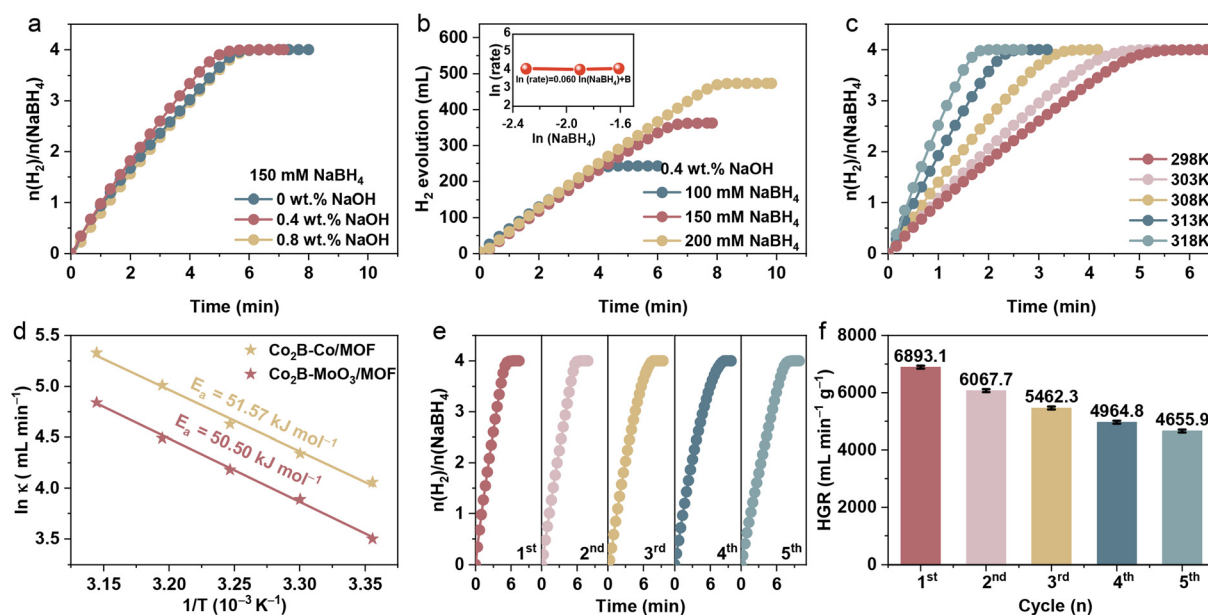 a
n(H₂)/n(NaBH₄)
4
3
2
1
0
150 mM NaBH₄
0 wt.% NaOH
0.4 wt.% NaOH
0.8 wt.% NaOH
0 2 4 6 8 10
Time (min)
b
H₂ evolution (mL)
600
500
400
300
200
100
0
ln (rate)
6
5
4
3
2
ln (rate)=0.060 ln(NaBH₄)+B
-2.3 -2.0 -1.6
ln (NaBH₄)
0.4 wt.% NaOH
100 mM NaBH₄
150 mM NaBH₄
200 mM NaBH₄
0 2 4 6 8 10
Time (min)
c
n(H₂)/n(NaBH₄)
4
3
2
1
0
298K
303K
308K
313K
318K
0 1 2 3 4 5 6
Time (min)
d
ln κ ( mL min⁻¹)
5.5
5.0
4.5
4.0
3.5
Co₂B-Co/MOF
Co₂B-MoO₃/MOF
Eₐ = 51.57 kJ mol⁻¹
Eₐ = 50.50 kJ mol⁻¹
3.15 3.20 3.25 3.30 3.35
1/T (10⁻³ K⁻¹)
e
n(H₂)/n(NaBH₄)
4
3
2
1
0
1ˢᵗ 2ⁿᵈ 3ʳᵈ 4ᵗʰ 5ᵗʰ
0 6 0 6 0 6 0 6 0 6
Time (min)
f
HGR (mL min⁻¹ g⁻¹)
8000
6000
4000
2000
0
6893.1
6067.7
5462.3
4964.8
4655.9
1ˢᵗ 2ⁿᵈ 3ʳᵈ 4ᵗʰ 5ᵗʰ
Cycle (n)